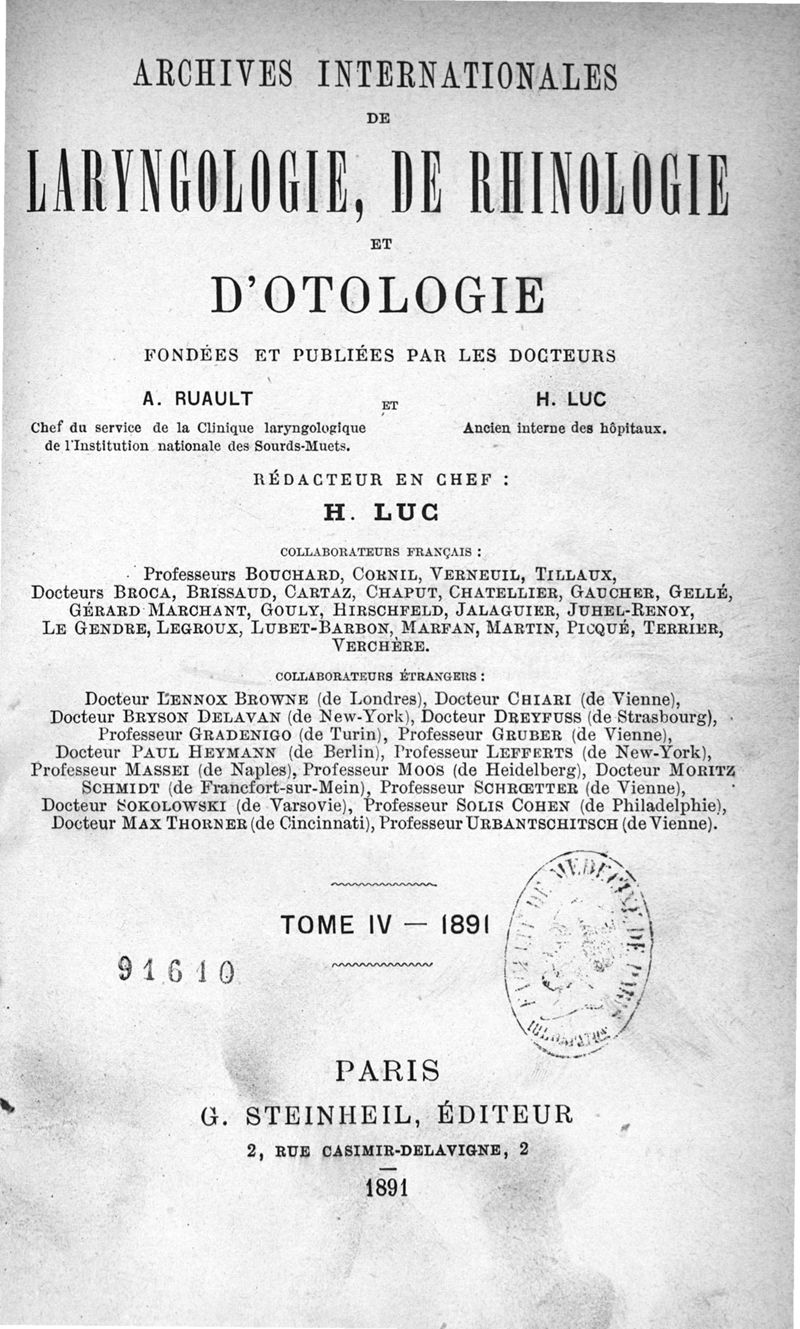 ARCHIVES INTERNATIONALES
DE
LARYNGOLOGIE, DE RHINOLOGIE
ET
D'OTOLOGIE
FONDÉES ET PUBLIÉES PAR LES DOCTEURS
A. RUAULT ET H. LUC
Chef du service de la Clinique laryngologique Ancien interne des hôpitaux.
de l'Institution nationale des Sourds-Muets.
RÉDACTEUR EN CHEF :
H. LUC
COLLABORATEURS FRANÇAIS :
Professeurs BOUCHARD, CORNIL, VERNEUIL, TILLAUX,
Docteurs BROCA, BRISSAUD, CARTAZ, CHAPUT, CHATELLIER, GAUCHER, GELLÉ,
GÉRARD MARCHANT, GOULY, HIRSCHFELD, JALAGUIER, JUHEL-RENOY,
LE GENDRE, LEGROUX, LUBET-BARBON, MARFAN, MARTIN, PICQUÉ, TERRIER,
VERCHÈRE.
COLLABORATEURS ÉTRANGERS :
Docteur LENNOX BROWNE (de Londres), Docteur CHIARI (de Vienne),
Docteur BRYSON DELAVAN (de New-York), Docteur DREYFUSS (de Strasbourg),
Professeur GRADENIGO (de Turin), Professeur GRUBER (de Vienne),
Docteur PAUL HEYMANN (de Berlin), Professeur LEFFERTS (de New-York),
Professeur MASSEI (de Naples), Professeur MOOS (de Heidelberg), Docteur MORITZ
SCHMIDT (de Francfort-sur-Mein), Professeur SCHRŒTTER (de Vienne),
Docteur SOKOLOWSKI (de Varsovie), Professeur SOLIS COHEN (de Philadelphie),
Docteur MAX THORNER (de Cincinnati), Professeur URBANTSCHITSCH (de Vienne).
TOME IV — 1891
91610
FACULTÉ DE MEDECINE DE PARIS
BIBLIOTHÈQUE
PARIS
G. STEINHEIL, ÉDITEUR
2, RUE CASIMIR-DELAVIGNE, 2
1891